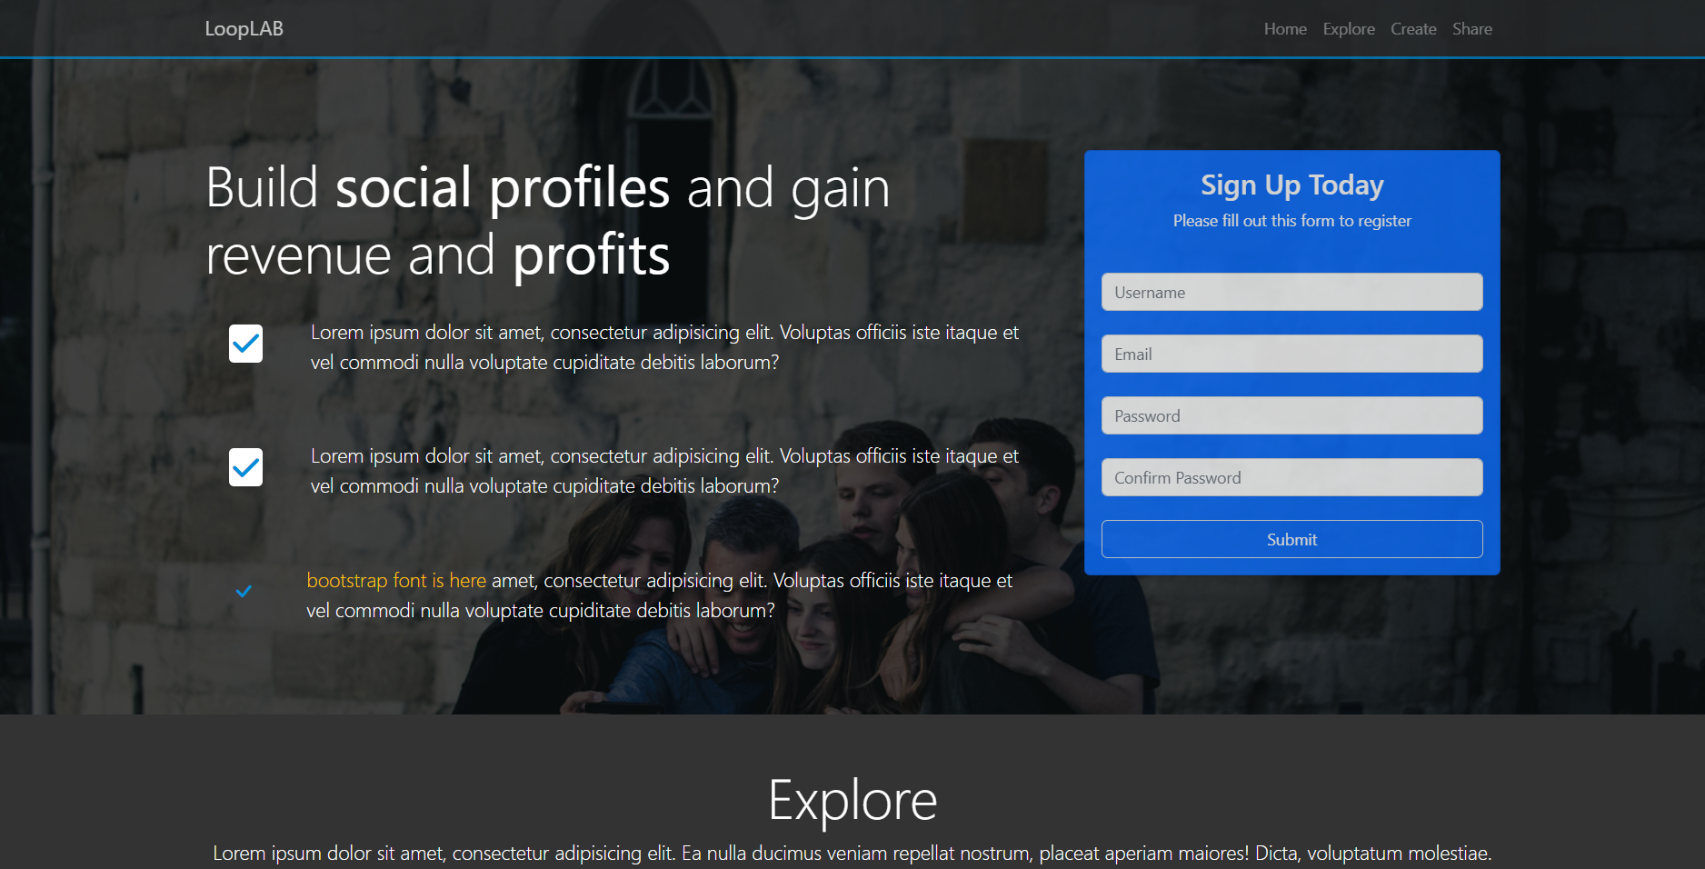 LoopLAB
Home Explore Create Share
Build social profiles and gain
revenue and profits
Lorem ipsum dolor sit amet, consectetur adipisicing elit. Voluptas officiis iste itaque et
vel commodi nulla voluptate cupiditate debitis laborum?
Lorem ipsum dolor sit amet, consectetur adipisicing elit. Voluptas officiis iste itaque et
vel commodi nulla voluptate cupiditate debitis laborum?
bootstrap font is here amet, consectetur adipisicing elit. Voluptas officiis iste itaque et
vel commodi nulla voluptate cupiditate debitis laborum?
Sign Up Today
Please fill out this form to register
Username
Email
Password
Confirm Password
Submit
Explore
Lorem ipsum dolor sit amet, consectetur adipisicing elit. Ea nulla ducimus veniam repellat nostrum, placeat aperiam maiores! Dicta, voluptatum molestiae.